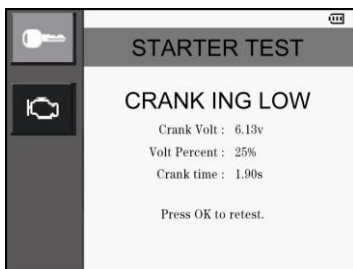 STARTER TEST
CRANK ING LOW
Crank Volt : 6.13v
Volt Percent : 25%
Crank time : 1.90s
Press OK to retest.